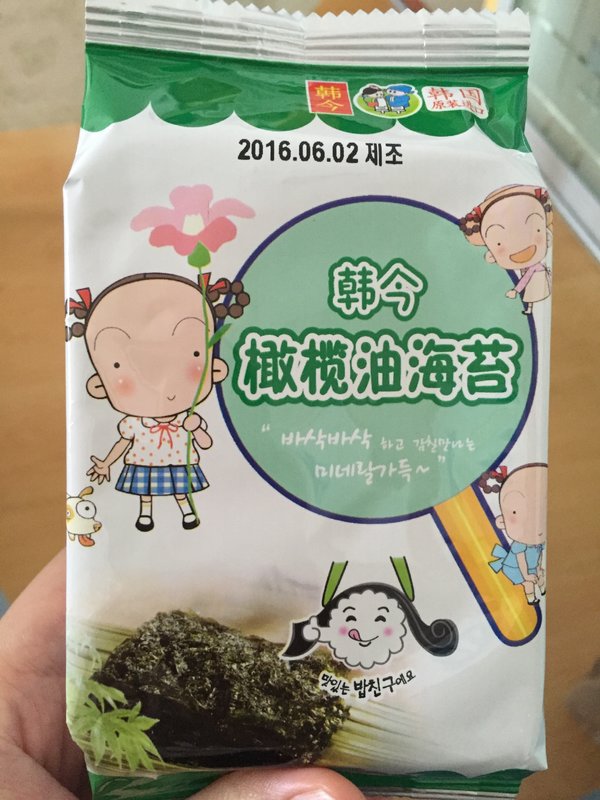 韩今
韩国
原装进口
2016.06.02 제조
韩今
橄榄油海苔
“ 바삭바삭 하고 감칠맛나는
미네랄가득~ ”
맛있는 밥친구에요